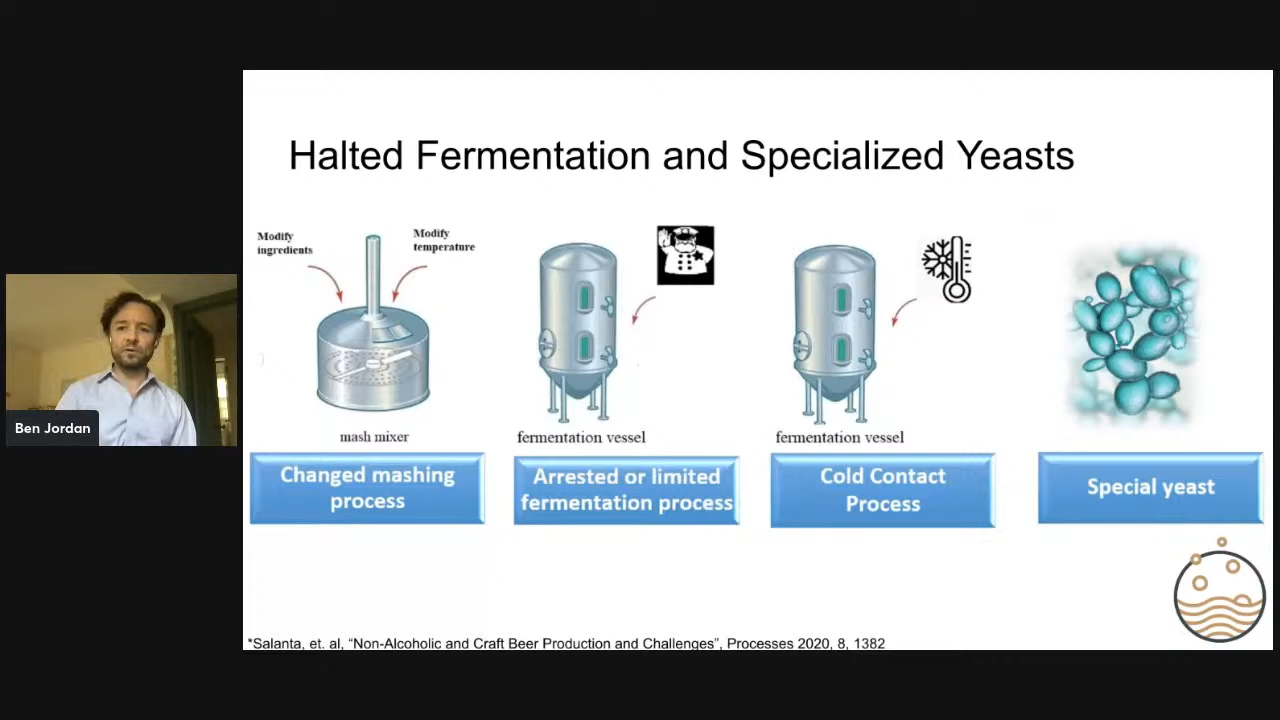 Halted Fermentation and Specialized Yeasts
Modify
ingredients
Modify
temperature
mash mixer
fermentation vessel
fermentation vessel
Changed mashing
process
Arrested or limited
fermentation process
Cold Contact
Process
Special yeast
Ben Jordan
*Salanta, et. al, “Non-Alcoholic and Craft Beer Production and Challenges”, Processes 2020, 8, 1382